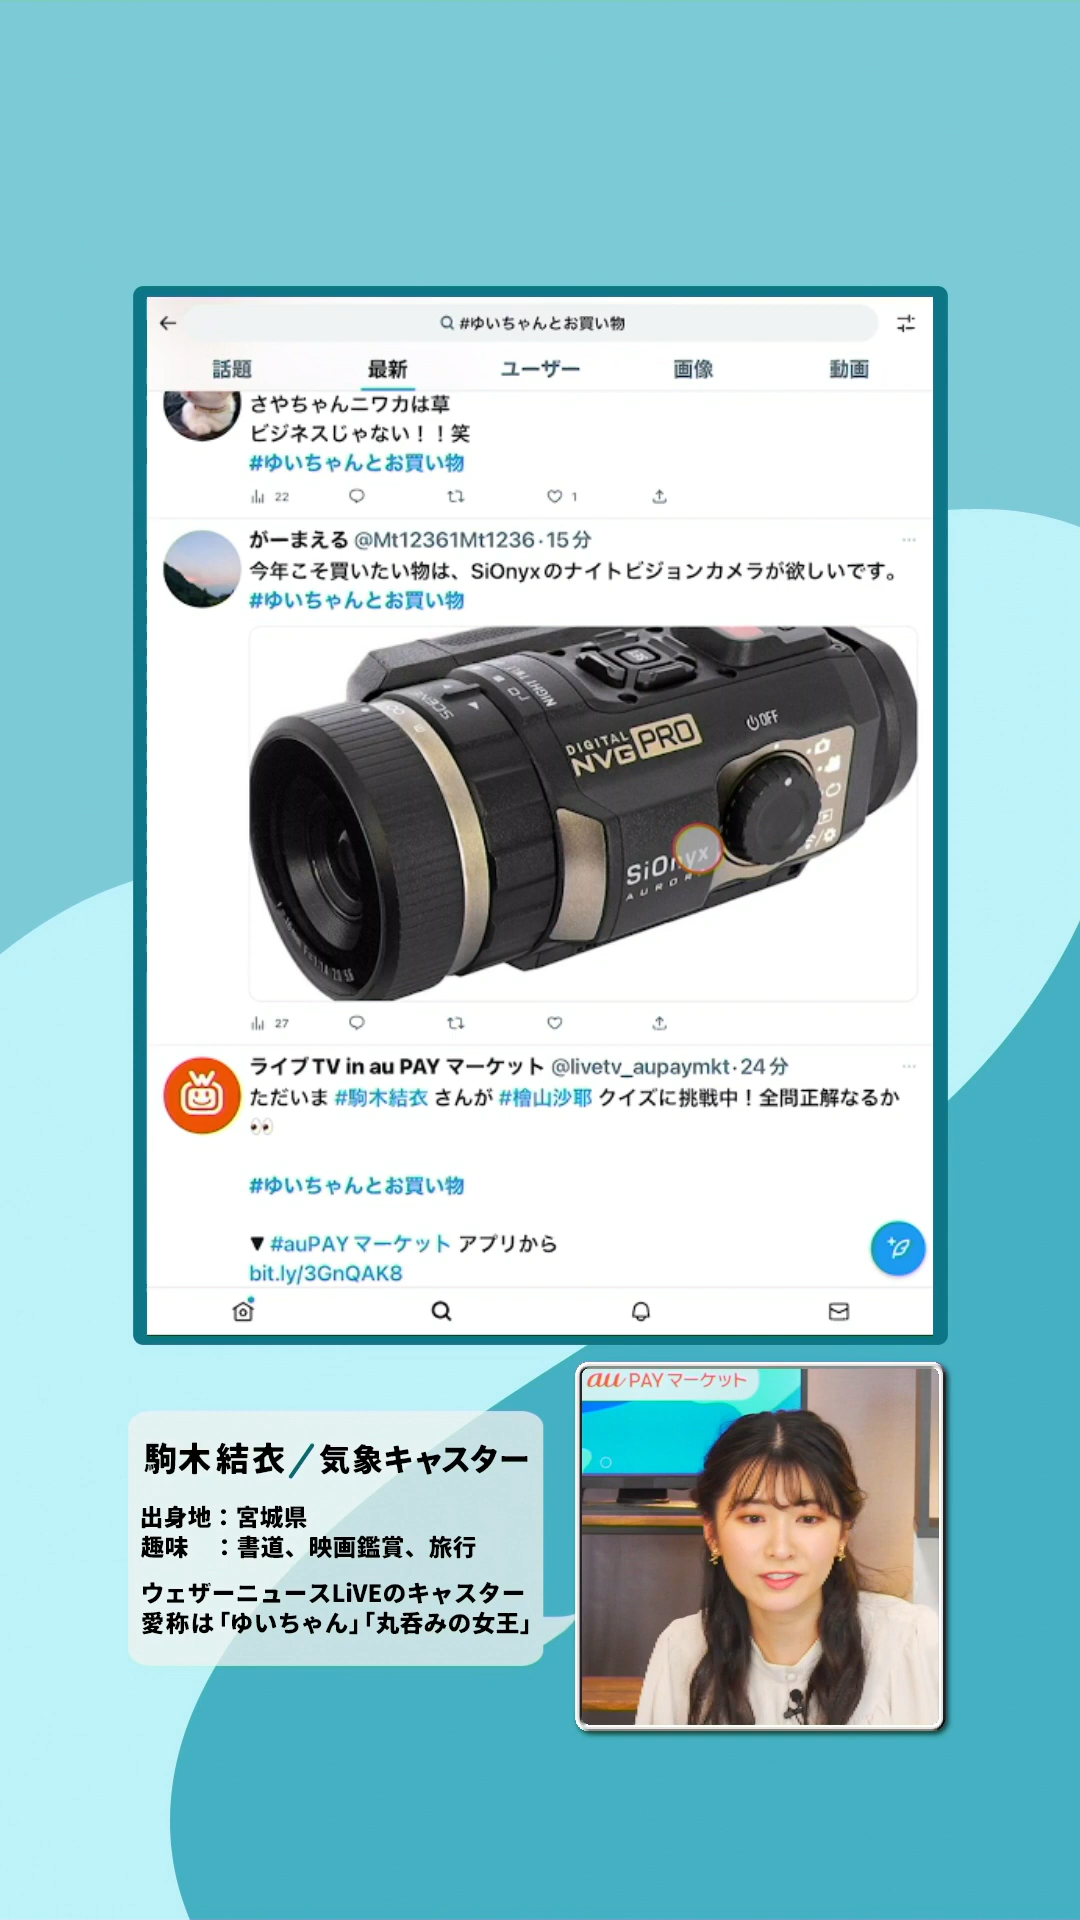 #ゆいちゃんとお買い物
話題 最新 ユーザー 画像 動画
さやちゃんニワカは草
ビジネスじゃない！！笑
#ゆいちゃんとお買い物
22 1
がーまえる @Mt12361Mt1236·15分
今年こそ買いたい物は、SiOnyxのナイトビジョンカメラが欲しいです。
#ゆいちゃんとお買い物
SCENE
NIGHT
OFF
DIGITAL
NVG PRO
SiOnyx
27
ライブTV in au PAY マーケット @livetv_aupaymkt·24分
ただいま #駒木結衣 さんが #檜山沙耶 クイズに挑戦中！全問正解なるか
👀
#ゆいちゃんとお買い物
▼ #auPAYマーケット アプリから
bit.ly/3GnQAK8
au PAY マーケット
駒木結衣/気象キャスター
出身地：宮城県
趣味　：書道、映画鑑賞、旅行
ウェザーニュースLiVEのキャスター
愛称は「ゆいちゃん」「丸呑みの女王」